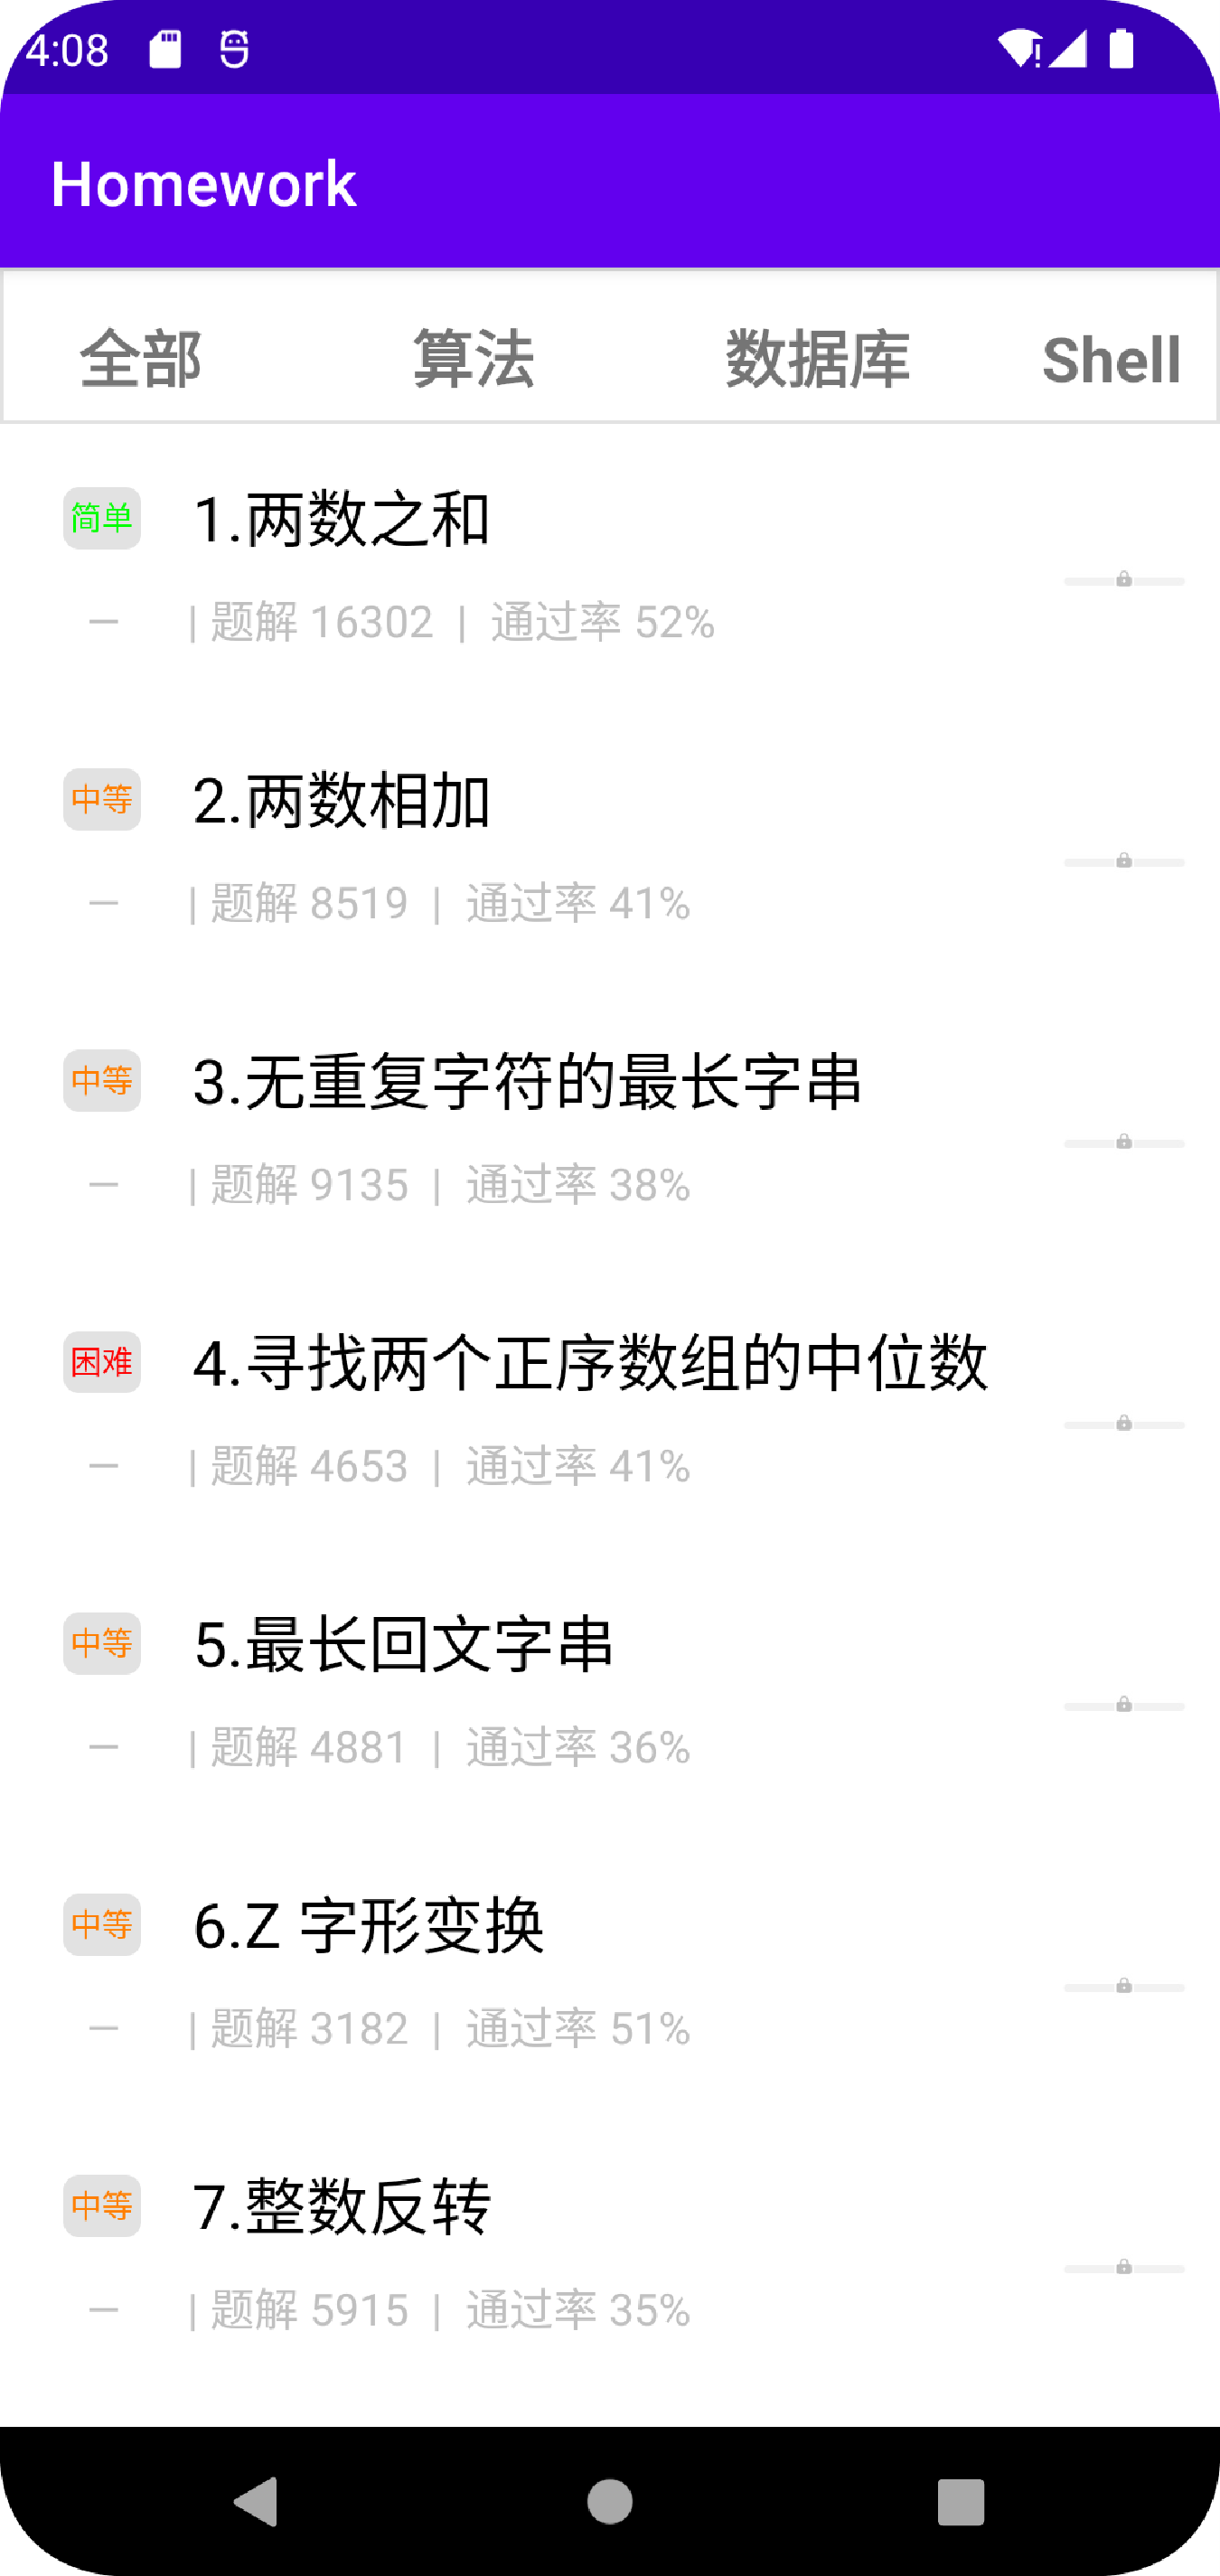 4:08
Homework
全部 算法 数据库 Shell
简单 1.两数之和
— | 题解 16302 | 通过率 52%
中等 2.两数相加
— | 题解 8519 | 通过率 41%
中等 3.无重复字符的最长字串
— | 题解 9135 | 通过率 38%
困难 4.寻找两个正序数组的中位数
— | 题解 4653 | 通过率 41%
中等 5.最长回文字串
— | 题解 4881 | 通过率 36%
中等 6.Z 字形变换
— | 题解 3182 | 通过率 51%
中等 7.整数反转
— | 题解 5915 | 通过率 35%